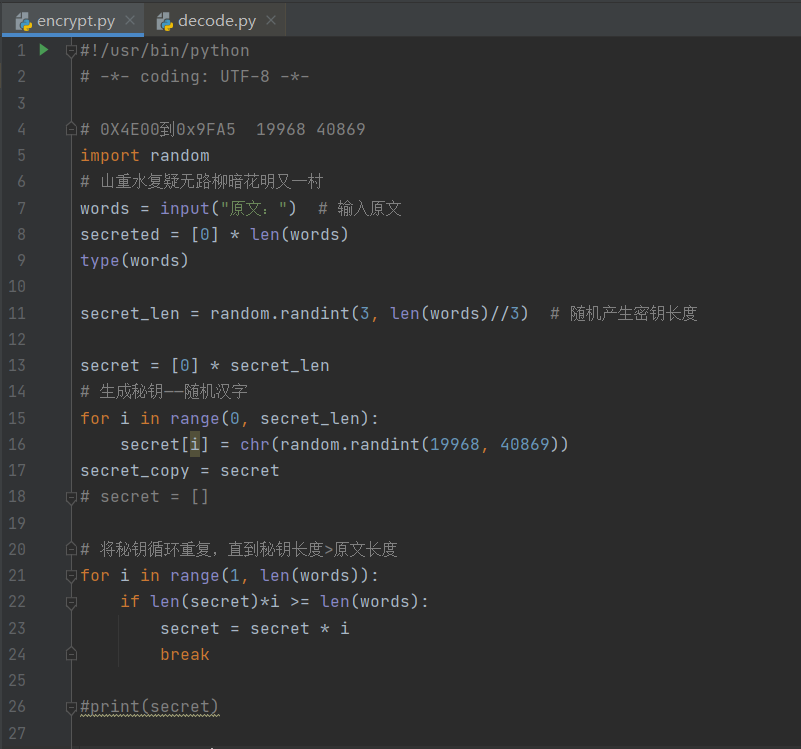 encrypt.py × decode.py ×
1 #!/usr/bin/python
2 # -*- coding: UTF-8 -*-
3
4 # 0X4E00到0x9FA5  19968 40869
5 import random
6 # 山重水复疑无路柳暗花明又一村
7 words = input("原文：")  # 输入原文
8 secreted = [0] * len(words)
9 type(words)
10
11 secret_len = random.randint(3, len(words)//3)  # 随机产生密钥长度
12
13 secret = [0] * secret_len
14 # 生成秘钥——随机汉字
15 for i in range(0, secret_len):
16     secret[i] = chr(random.randint(19968, 40869))
17 secret_copy = secret
18 # secret = []
19
20 # 将秘钥循环重复，直到秘钥长度>原文长度
21 for i in range(1, len(words)):
22     if len(secret)*i >= len(words):
23         secret = secret * i
24         break
25
26 #print(secret)
27